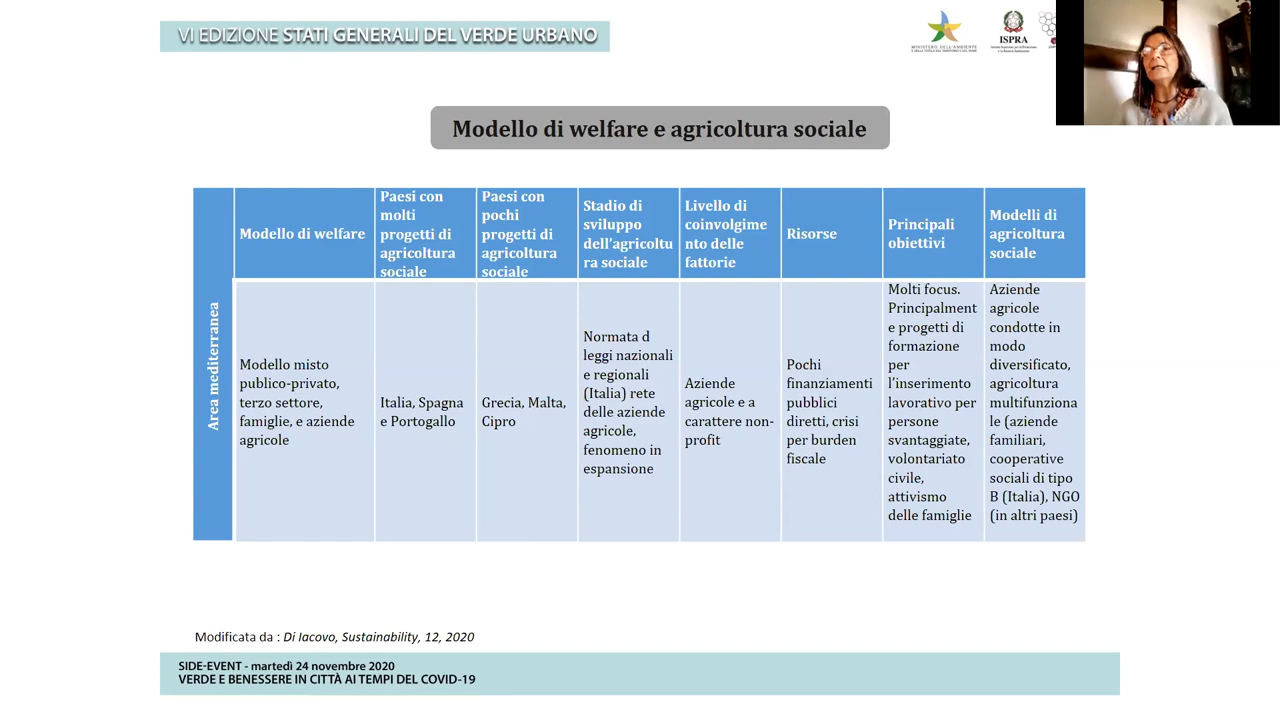 VI EDIZIONE STATI GENERALI DEL VERDE URBANO
MINISTERO DELL'AMBIENTE
ISPRA
Modello di welfare e agricoltura sociale
Area mediterranea
Modello di welfare
Paesi con
molti
progetti di
agricoltura
sociale
Paesi con
pochi
progetti di
agricoltura
sociale
Stadio di
sviluppo
dell'agricoltu
ra sociale
Livello di
coinvolgime
nto delle
fattorie
Risorse
Principali
obiettivi
Modelli di
agricoltura
sociale
Modello misto
publico-privato,
terzo settore,
famiglie, e aziende
agricole
Italia, Spagna
e Portogallo
Grecia, Malta,
Cipro
Normata d
leggi nazionali
e regionali
(Italia) rete
delle aziende
agricole,
fenomeno in
espansione
Aziende
agricole e a
carattere non-
profit
Pochi
finanziamenti
pubblici
diretti, crisi
per burden
fiscale
Molti focus.
Principalment
e progetti di
formazione
per
l'inserimento
lavorativo per
persone
svantaggiate,
volontariato
civile,
attivismo
delle famiglie
Aziende
agricole
condotte in
modo
diversificato,
agricoltura
multifunziona
le (aziende
familiari,
cooperative
sociali di tipo
B (Italia), NGO
(in altri paesi)
Modificata da : Di Iacovo, Sustainability, 12, 2020
SIDE-EVENT - martedì 24 novembre 2020
VERDE E BENESSERE IN CITTÀ AI TEMPI DEL COVID-19